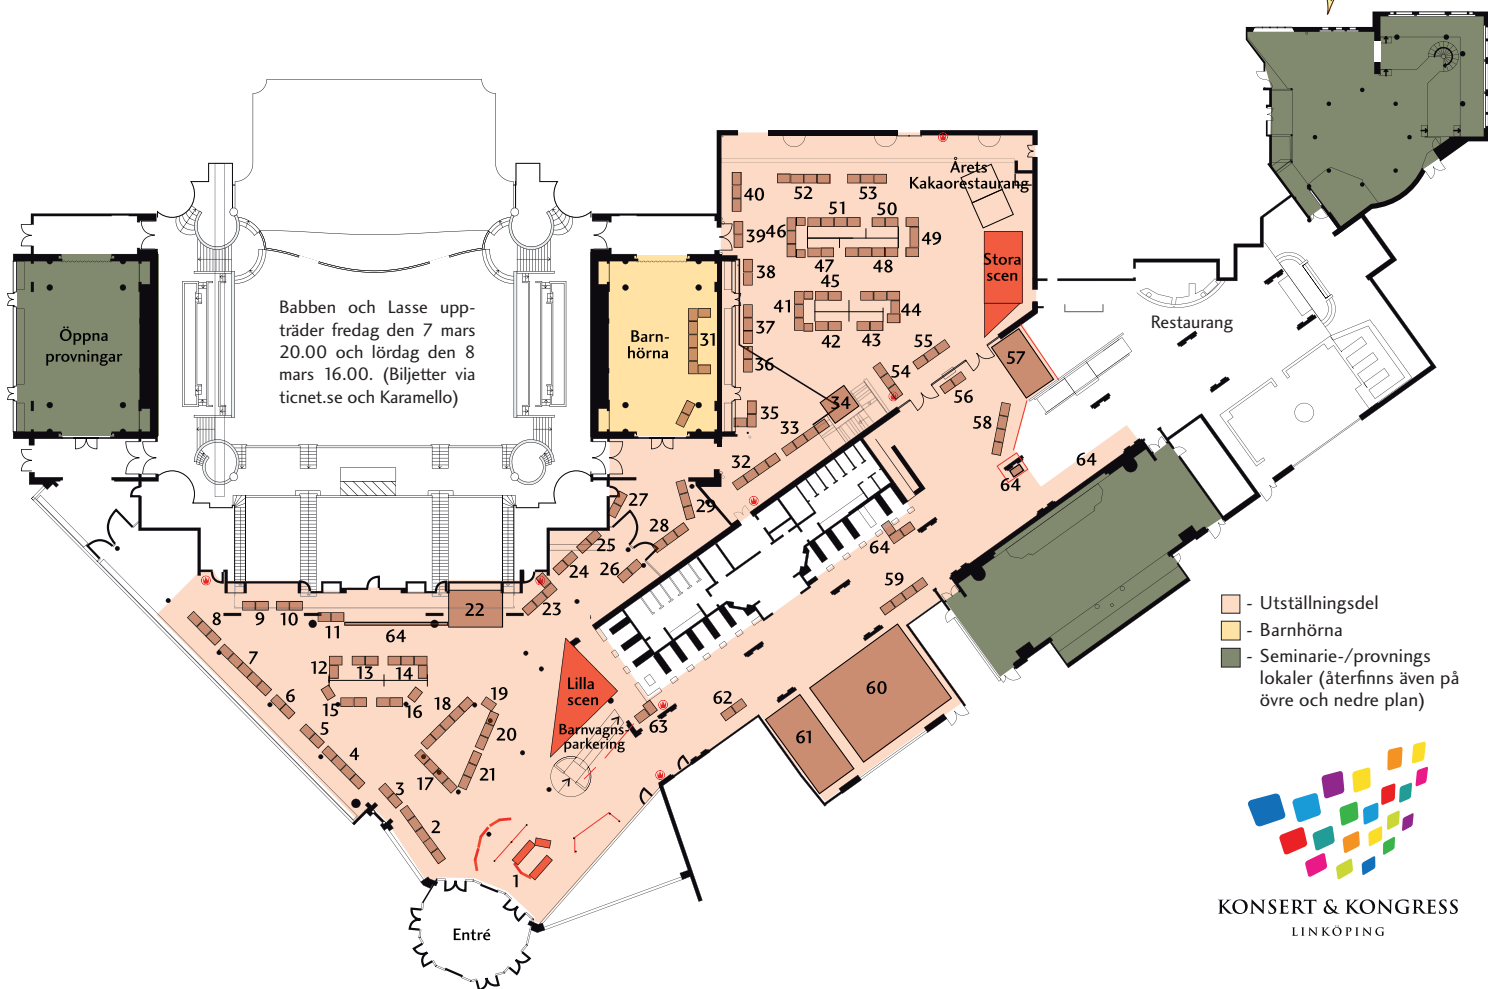 Årets
Kakaorestaurang
40
52
53
51
50
46
39
49
47
48
Stora
scen
38
45
41
44
37
42
43
Öppna
provningar
Babben och Lasse upp-
träder fredag den 7 mars
20.00 och lördag den 8
mars 16.00. (Biljetter via
ticnet.se och Karamello)
Barn-
hörna
31
Restaurang
36
55
57
54
56
34
35
33
58
32
64
64
29
27
28
64
25
24
26
59
23
22
9
10
11
64
8
7
12
13
14
6
15
16
5
4
18
19
20
17
21
3
2
1
Lilla
scen
Barnvagns-
parkering
63
62
60
61
Entré
- Utställningsdel
- Barnhörna
- Seminarie-/provnings
lokaler (återfinns även på
övre och nedre plan)
KONSERT & KONGRESS
LINKÖPING